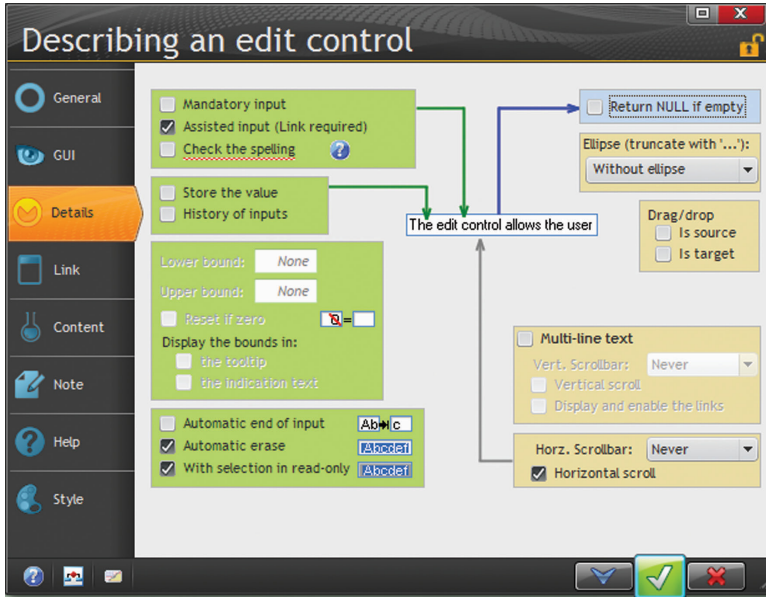 Describing an edit control
General
GUI
Details
Link
Content
Note
Help
Style
Mandatory input
Assisted input (Link required)
Check the spelling
Store the value
History of inputs
Lower bound: None
Upper bound: None
Reset if zero
0=
Display the bounds in:
the tooltip
the indication text
Automatic end of input
Ab c
Automatic erase
Abcdef
With selection in read-only
Abcdef
The edit control allows the user
Return NULL if empty
Ellipse (truncate with '...'):
Without ellipse
Drag/drop
Is source
Is target
Multi-line text
Vert. Scrollbar: Never
Vertical scroll
Display and enable the links
Horz. Scrollbar: Never
Horizontal scroll